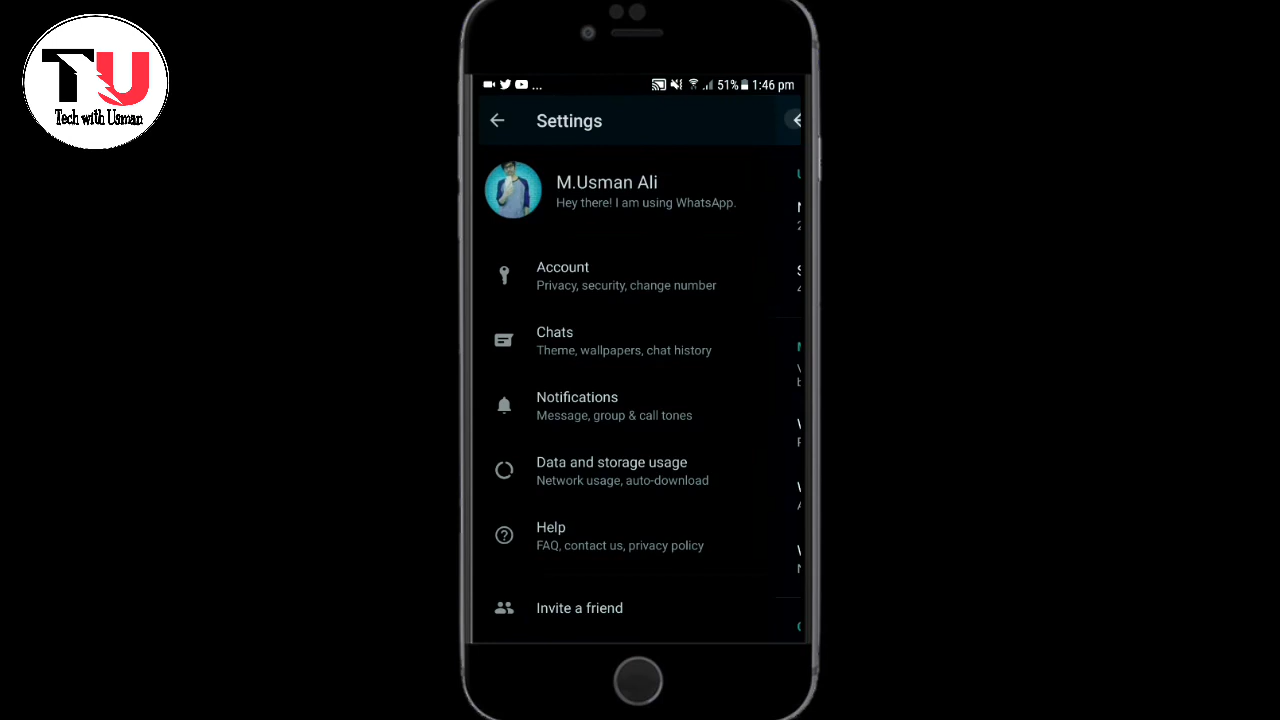 TU
Tech with Usman
... 51% 1:46 pm
Settings
M.Usman Ali
Hey there! I am using WhatsApp.
Account
Privacy, security, change number
Chats
Theme, wallpapers, chat history
Notifications
Message, group & call tones
Data and storage usage
Network usage, auto-download
Help
FAQ, contact us, privacy policy
Invite a friend